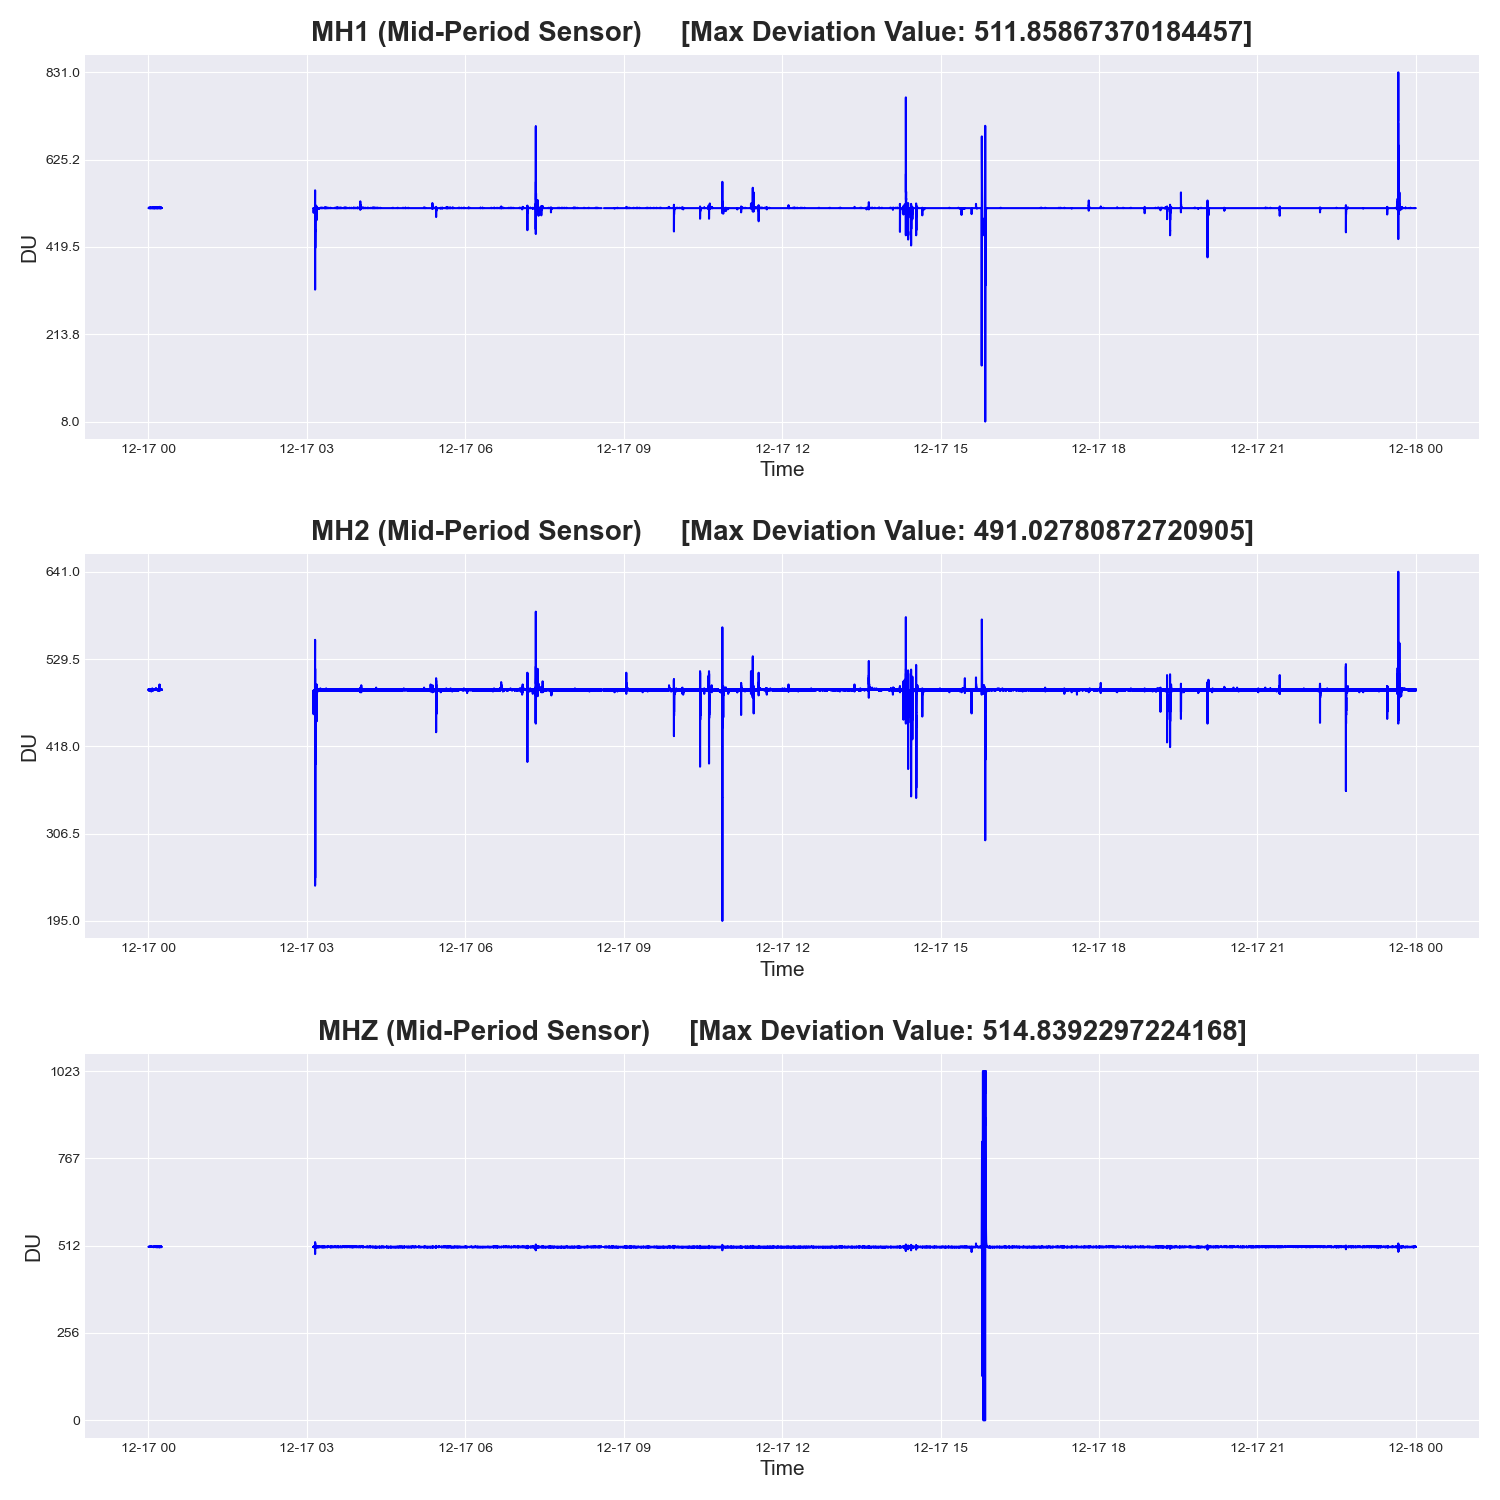 MH1 (Mid-Period Sensor) [Max Deviation Value: 511.85867370184457]
831.0
625.2
419.5
213.8
8.0
DU
12-17 00 12-17 03 12-17 06 12-17 09 12-17 12 12-17 15 12-17 18 12-17 21 12-18 00
Time
MH2 (Mid-Period Sensor) [Max Deviation Value: 491.02780872720905]
641.0
529.5
418.0
306.5
195.0
DU
12-17 00 12-17 03 12-17 06 12-17 09 12-17 12 12-17 15 12-17 18 12-17 21 12-18 00
Time
MHZ (Mid-Period Sensor) [Max Deviation Value: 514.8392297224168]
1023
767
512
256
0
DU
12-17 00 12-17 03 12-17 06 12-17 09 12-17 12 12-17 15 12-17 18 12-17 21 12-18 00
Time